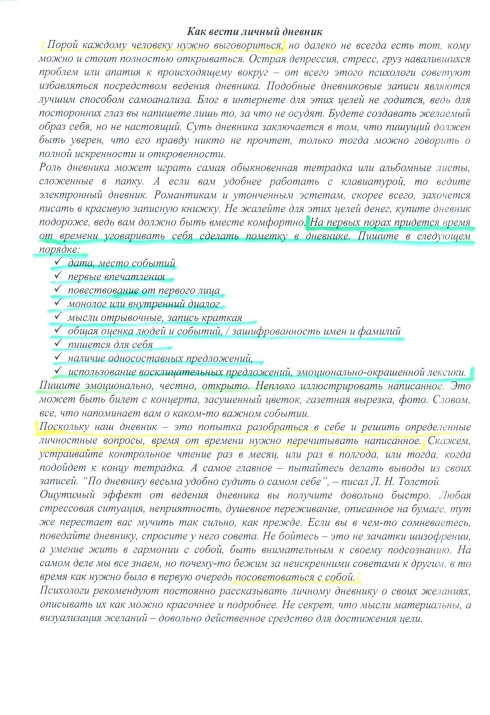 Как вести личный дневник
Порой каждому человеку нужно выговориться, но далеко не всегда есть тот, кому
можно и стоит полностью открываться. Острая депрессия, стресс, груз навалившихся
проблем или апатия к происходящему вокруг – от всего этого психологи советуют
избавляться посредством ведения дневника. Подобные дневниковые записи являются
лучшим способом самоанализа. Блог в интернете для этих целей не годится, ведь для
посторонних глаз вы напишете лишь то, за что не осудят. Будете создавать желаемый
образ себя, но не настоящий. Суть дневника заключается в том, что пишущий должен
быть уверен, что его правду никто не прочтет, только тогда можно говорить о
полной искренности и откровенности.
Роль дневника может играть самая обыкновенная тетрадка или альбомные листы,
сложенные в папку. А если вам удобнее работать с клавиатурой, то ведите
электронный дневник. Романтикам и утонченным эстетам, скорее всего, захочется
писать в красивую записную книжку. Не жалейте для этих целей денег, купите дневник
подороже, ведь вам должно быть вместе комфортно. На первых порах придется время
от времени уговаривать себя сделать пометку в дневнике. Пишите в следующем
порядке:
✓ дата, место событий
✓ первые впечатления
✓ повествование от первого лица
✓ монолог или внутренний диалог
✓ мысли отрывочные, запись краткая
✓ общая оценка людей и событий, / зашифрованность имен и фамилий
✓ пишется для себя
✓ наличие односоставных предложений,
✓ использование восклицательных предложений, эмоционально-окрашенной лексики.
Пишите эмоционально, честно, открыто. Неплохо иллюстрировать написанное. Это
может быть билет с концерта, засушенный цветок, газетная вырезка, фото. Словом,
все, что напоминает вам о каком-то важном событии.
Поскольку наш дневник – это попытка разобраться в себе и решить определенные
личностные вопросы, время от времени нужно перечитывать написанное. Скажем,
устраивайте контрольное чтение раз в месяц, или раз в полгода, или тогда, когда
подойдет к концу тетрадка. А самое главное – пытайтесь делать выводы из своих
записей. “По дневнику весьма удобно судить о самом себе”, – писал Л. Н. Толстой.
Ощутимый эффект от ведения дневника вы получите довольно быстро. Любая
стрессовая ситуация, неприятность, душевное переживание, описанное на бумаге, тут
же перестает вас мучить так сильно, как прежде. Если вы в чем-то сомневаетесь,
поведайте дневнику, спросите у него совета. Не бойтесь – это не зачатки шизофрении,
а умение жить в гармонии с собой, быть внимательным к своему подсознанию. На
самом деле мы все знаем, но почему-то бежим за неискренними советами к другим, в то
время как нужно было в первую очередь посоветоваться с собой.
Психологи рекомендуют постоянно рассказывать личному дневнику о своих желаниях,
описывать их как можно красочнее и подробнее. Не секрет, что мысли материальны, а
визуализация желаний – довольно действенное средство для достижения цели.